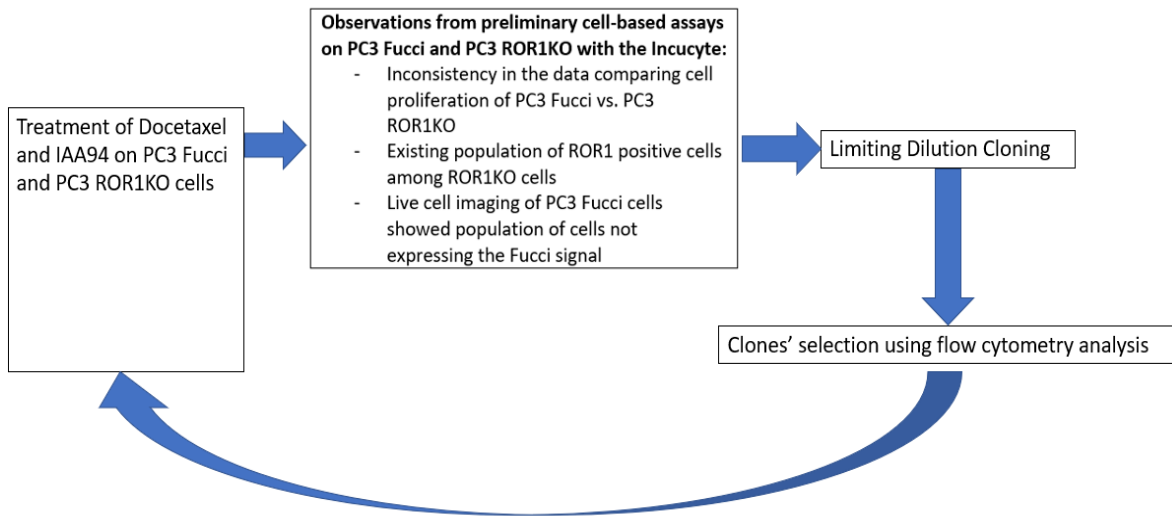 Treatment of Docetaxel
and IAA94 on PC3 Fucci
and PC3 ROR1KO cells
Observations from preliminary cell-based assays
on PC3 Fucci and PC3 ROR1KO with the Incucyte:
- Inconsistency in the data comparing cell
proliferation of PC3 Fucci vs. PC3
ROR1KO
- Existing population of ROR1 positive cells
among ROR1KO cells
- Live cell imaging of PC3 Fucci cells
showed population of cells not
expressing the Fucci signal
Limiting Dilution Cloning
Clones’ selection using flow cytometry analysis